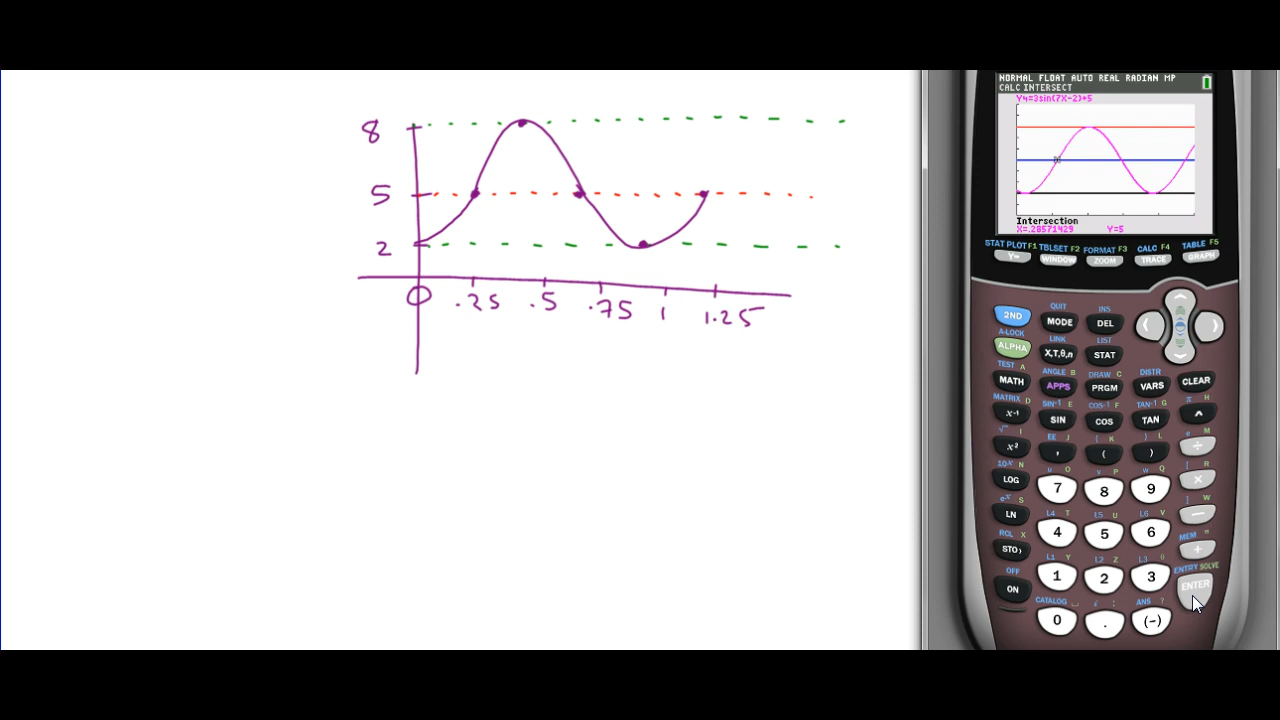 8
5
2
0 .25 .5 .75 1 1.25
NORMAL FLOAT AUTO REAL RADIAN MP
CALC INTERSECT
Y4=3sin(7X-2)+5
Intersection
X=.28571429 Y=5
STAT PLOT F1 TBLSET F2 FORMAT F3 CALC F4 TABLE F5
Y= WINDOW ZOOM TRACE GRAPH
QUIT INS
2ND MODE DEL
A-LOCK LINK LIST
ALPHA X,T,θ,n STAT
TEST A ANGLE B DRAW C DISTR
MATH APPS PRGM VARS CLEAR
MATRIX D SIN⁻¹ E COS⁻¹ F TAN⁻¹ G π H
x⁻¹ SIN COS TAN ^
√ I EE J { K } L e M
x² , ( ) ÷
10ˣ N u O v P w Q [ R
LOG 7 8 9 ×
eˣ S L4 T L5 U L6 V ] W
LN 4 5 6 −
RCL X L1 Y L2 Z L3 θ MEM "
STO› 1 2 3 +
OFF CATALOG ␣ i : ANS ? ENTRY SOLVE
ON 0 . (-) ENTER